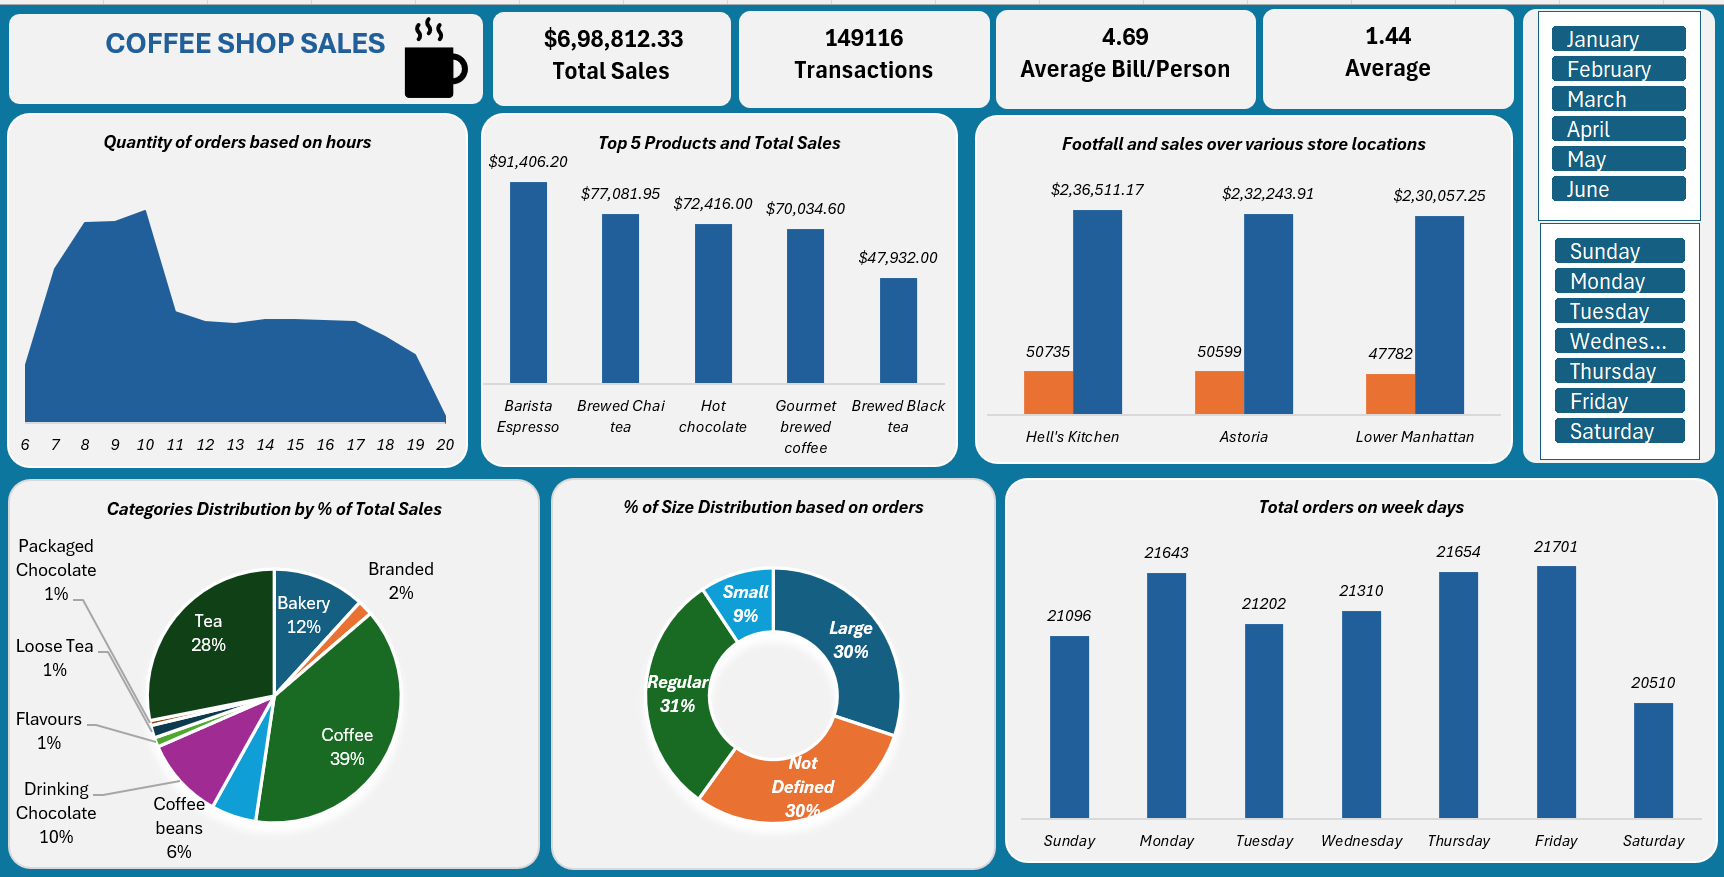 COFFEE SHOP SALES
$6,98,812.33
Total Sales
149116
Transactions
4.69
Average Bill/Person
1.44
Average
January
February
March
April
May
June
Sunday
Monday
Tuesday
Wednes...
Thursday
Friday
Saturday
Quantity of orders based on hours
6 7 8 9 10 11 12 13 14 15 16 17 18 19 20
Top 5 Products and Total Sales
$91,406.20
$77,081.95
$72,416.00
$70,034.60
$47,932.00
Barista
Espresso
Brewed Chai
tea
Hot
chocolate
Gourmet
brewed
coffee
Brewed Black
tea
Footfall and sales over various store locations
$2,36,511.17
$2,32,243.91
$2,30,057.25
50735
50599
47782
Hell's Kitchen
Astoria
Lower Manhattan
Categories Distribution by % of Total Sales
Packaged
Chocolate
1%
Loose Tea
1%
Flavours
1%
Drinking
Chocolate
10%
Coffee
beans
6%
Tea
28%
Bakery
12%
Branded
2%
Coffee
39%
% of Size Distribution based on orders
Small
9%
Large
30%
Regular
31%
Not
Defined
30%
Total orders on week days
21096
21643
21202
21310
21654
21701
20510
Sunday
Monday
Tuesday
Wednesday
Thursday
Friday
Saturday